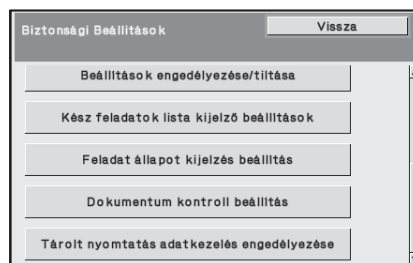 Biztonsági Beállítások
Vissza
Beállítások engedélyezése/tiltása
Kész feladatok lista kijelző beállítások
Feladat állapot kijelzés beállítás
Dokumentum kontroll beállítás
Tárolt nyomtatás adatkezelés engedélyezése